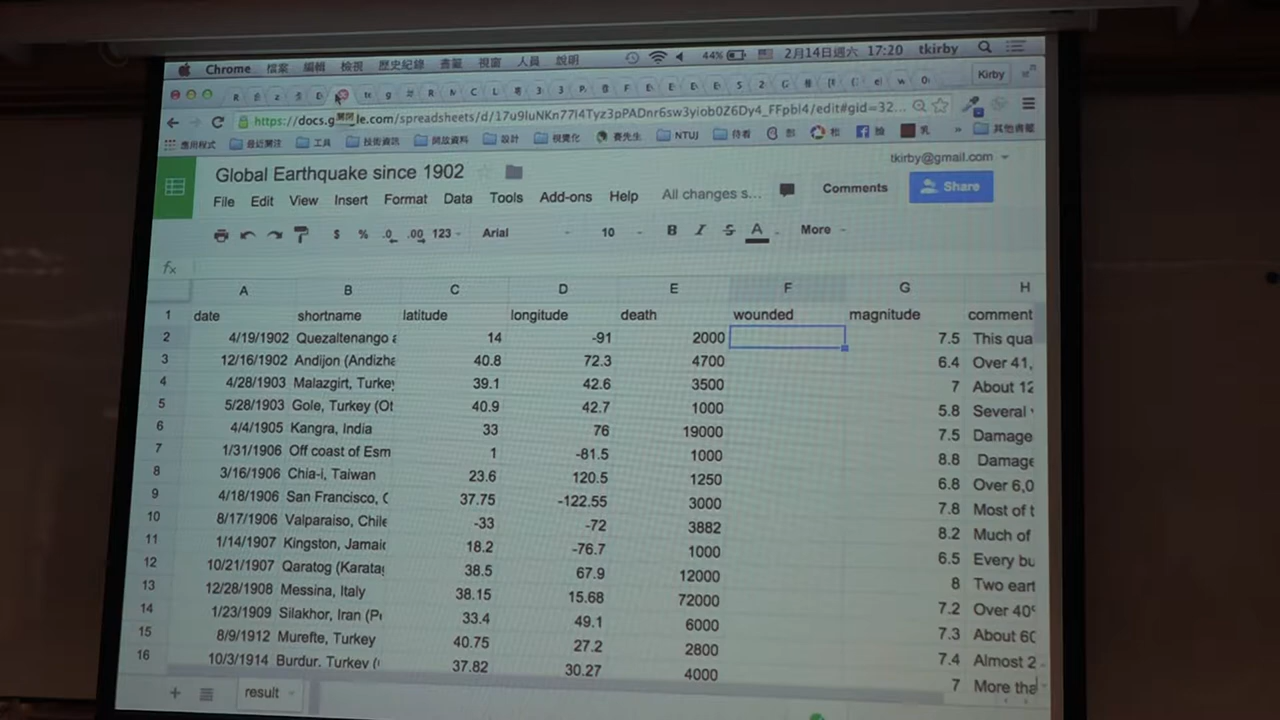 Chrome 檔案 編輯 檢視 歷史紀錄 書籤 視窗 人員 說明 44% 2月14日週六 17:20 tkirby
Kirby
https://docs.g le.com/spreadsheets/d/17u9IuNKn77I4Tyz3pPADnr6sw3yiob0Z6Dy4_FFpbl4/edit#gid=32...
應用程式 最近關注 工具 技術資訊 開放資料 設計 視覺化 NTUJ 待看 » 其他書籤
tkirby@gmail.com
Global Earthquake since 1902
File Edit View Insert Format Data Tools Add-ons Help All changes s... Comments Share
$ % .0 .00 123 Arial 10 B I S A More
fx
A B C D E F G H
1 date shortname latitude longitude death wounded magnitude comment
2 4/19/1902 Quezaltenango a 14 -91 2000 7.5 This qua
3 12/16/1902 Andijon (Andizha 40.8 72.3 4700 6.4 Over 41,
4 4/28/1903 Malazgirt, Turkey 39.1 42.6 3500 7 About 12
5 5/28/1903 Gole, Turkey (Ot 40.9 42.7 1000 5.8 Several
6 4/4/1905 Kangra, India 33 76 19000 7.5 Damage
7 1/31/1906 Off coast of Esm 1 -81.5 1000 8.8 Damage
8 3/16/1906 Chia-i, Taiwan 23.6 120.5 1250 6.8 Over 6,0
9 4/18/1906 San Francisco, C 37.75 -122.55 3000 7.8 Most of t
10 8/17/1906 Valparaiso, Chile -33 -72 3882 8.2 Much of
11 1/14/1907 Kingston, Jamaic 18.2 -76.7 1000 6.5 Every bu
12 10/21/1907 Qaratog (Karatag 38.5 67.9 12000 8 Two eart
13 12/28/1908 Messina, Italy 38.15 15.68 72000 7.2 Over 40
14 1/23/1909 Silakhor, Iran (P 33.4 49.1 6000 7.3 About 60
15 8/9/1912 Murefte, Turkey 40.75 27.2 2800 7.4 Almost 2
16 10/3/1914 Burdur, Turkey ( 37.82 30.27 4000 7 More tha
+ result